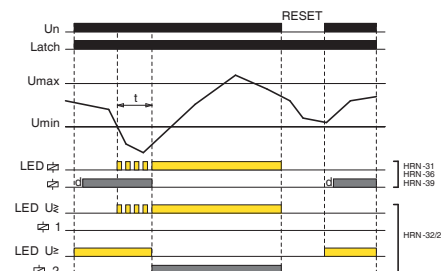 RESET
Un
Latch
Umax
t
Umin
LED
HRN-31
HRN-36
d d HRN-39
LED U≷
1
HRN-32/2
LED U≥
2